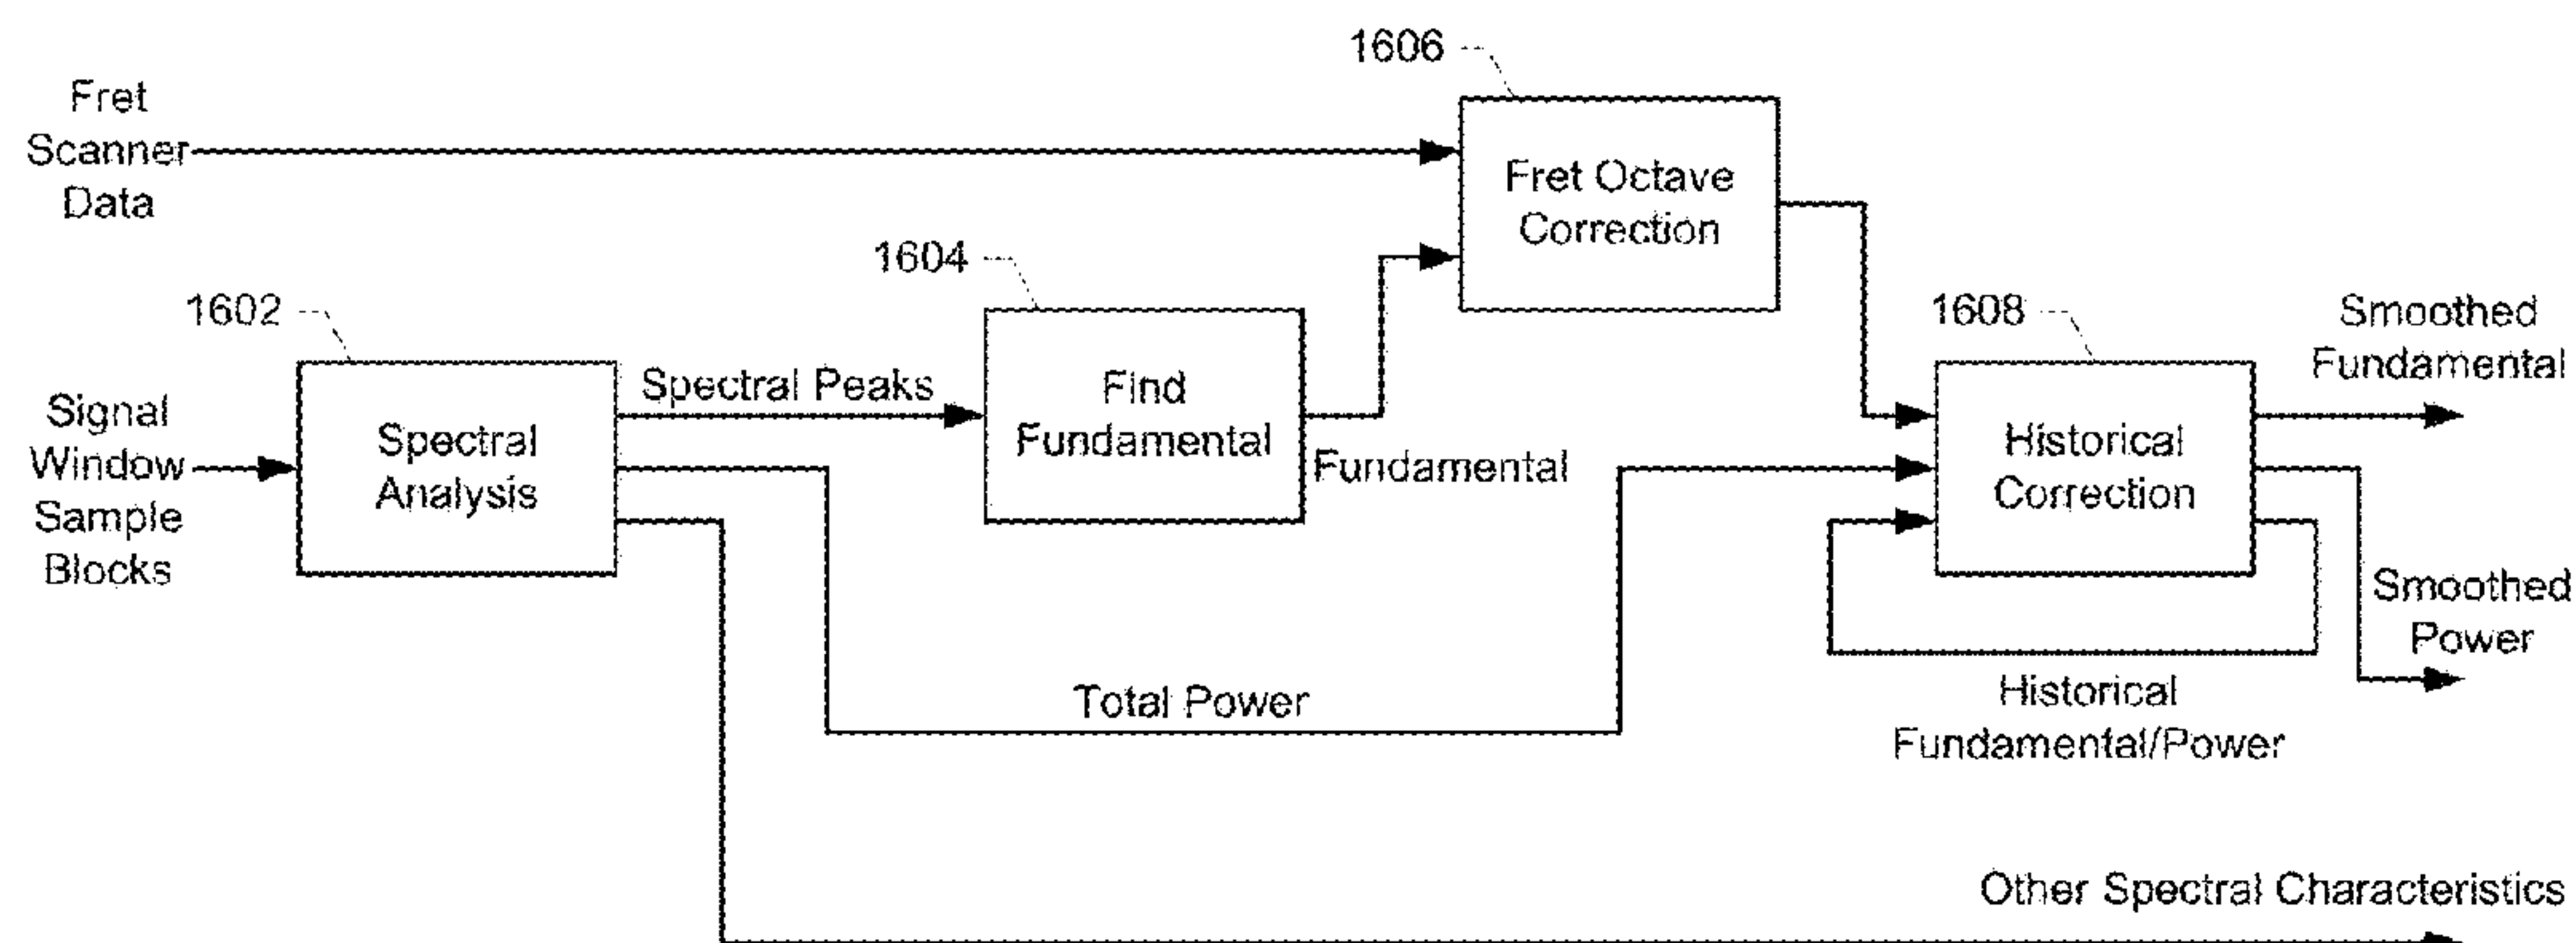 1606
Fret
Scanner
Data
Fret Octave
Correction
1604
1602
1608
Smoothed
Fundamental
Signal
Window
Sample
Blocks
Spectral
Analysis
Spectral Peaks
Find
Fundamental
Fundamental
Historical
Correction
Smoothed
Power
Total Power
Historical
Fundamental/Power
Other Spectral Characteristics